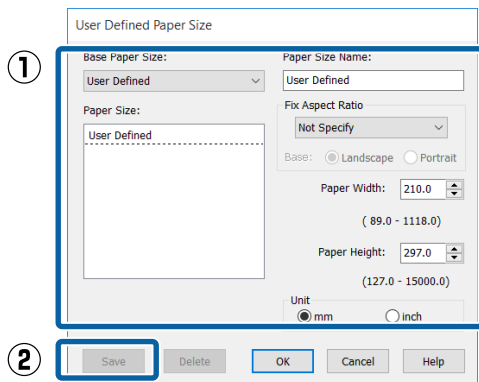 User Defined Paper Size
1
Base Paper Size:
User Defined
Paper Size:
User Defined
Paper Size Name:
User Defined
Fix Aspect Ratio
Not Specify
Base: Landscape Portrait
Paper Width: 210.0
( 89.0 - 1118.0)
Paper Height: 297.0
(127.0 - 15000.0)
Unit
mm inch
2
Save Delete OK Cancel Help